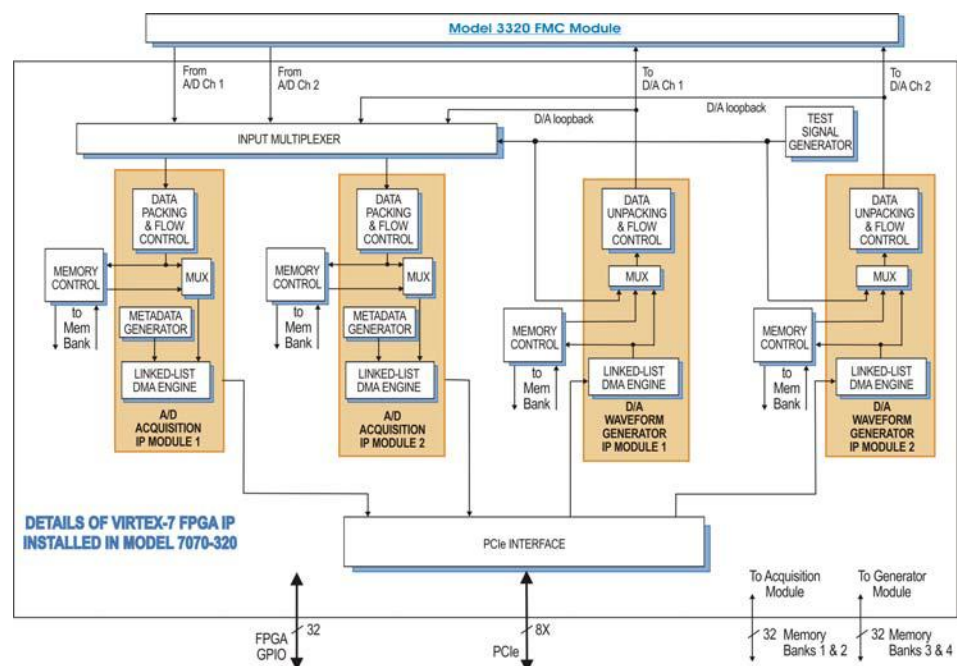 Model 3320 FMC Module
From
A/D Ch 1
From
A/D Ch 2
To
D/A Ch 1
To
D/A Ch 2
D/A loopback
D/A loopback
INPUT MULTIPLEXER
TEST
SIGNAL
GENERATOR
DATA
PACKING
& FLOW
CONTROL
MEMORY
CONTROL
MUX
to
Mem
Bank
METADATA
GENERATOR
LINKED-LIST
DMA ENGINE
A/D
ACQUISITION
IP MODULE 1
DATA
PACKING
& FLOW
CONTROL
MEMORY
CONTROL
MUX
to
Mem
Bank
METADATA
GENERATOR
LINKED-LIST
DMA ENGINE
A/D
ACQUISITION
IP MODULE 2
DATA
UNPACKING
& FLOW
CONTROL
MUX
MEMORY
CONTROL
to
Mem
Bank
LINKED-LIST
DMA ENGINE
D/A
WAVEFORM
GENERATOR
IP MODULE 1
DATA
UNPACKING
& FLOW
CONTROL
MUX
MEMORY
CONTROL
to
Mem
Bank
LINKED-LIST
DMA ENGINE
D/A
WAVEFORM
GENERATOR
IP MODULE 2
DETAILS OF VIRTEX-7 FPGA IP
INSTALLED IN MODEL 7070-320
PCIe INTERFACE
To Acquisition
Module
To Generator
Module
32
FPGA
GPIO
8X
PCIe
32 Memory
Banks 1 & 2
32 Memory
Banks 3 & 4